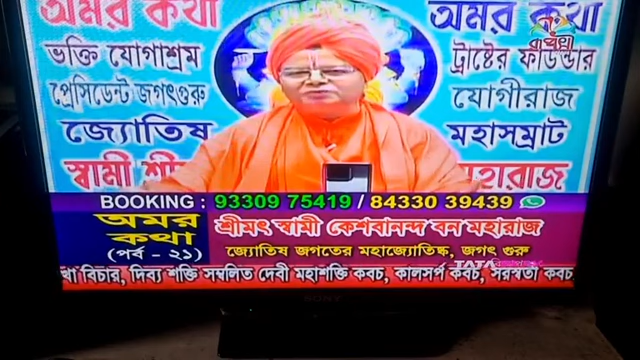 অমর কথা
অমর কথা
ভক্তি যোগাশ্রম
ট্রাষ্টের ফাউন্ডার
প্রেসিডেন্ট জগৎগুরু
যোগীরাজ
জ্যোতিষ
মহাসম্রাট
স্বামী
মহারাজ
BOOKING : 93309 75419 / 84330 39439
অমর কথা
শ্রীমৎ স্বামী কেশবানন্দ বন মহারাজ
(পর্ব - ২১)
জ্যোতিষ জগতের মহাজ্যোতিষ্ক, জগৎ গুরু
TATA
বিচার, দিব্য শক্তি সম্বলিত দেবী মহাশক্তি কবচ, কালসর্প কবচ, সরস্বতী কবচ
SONY